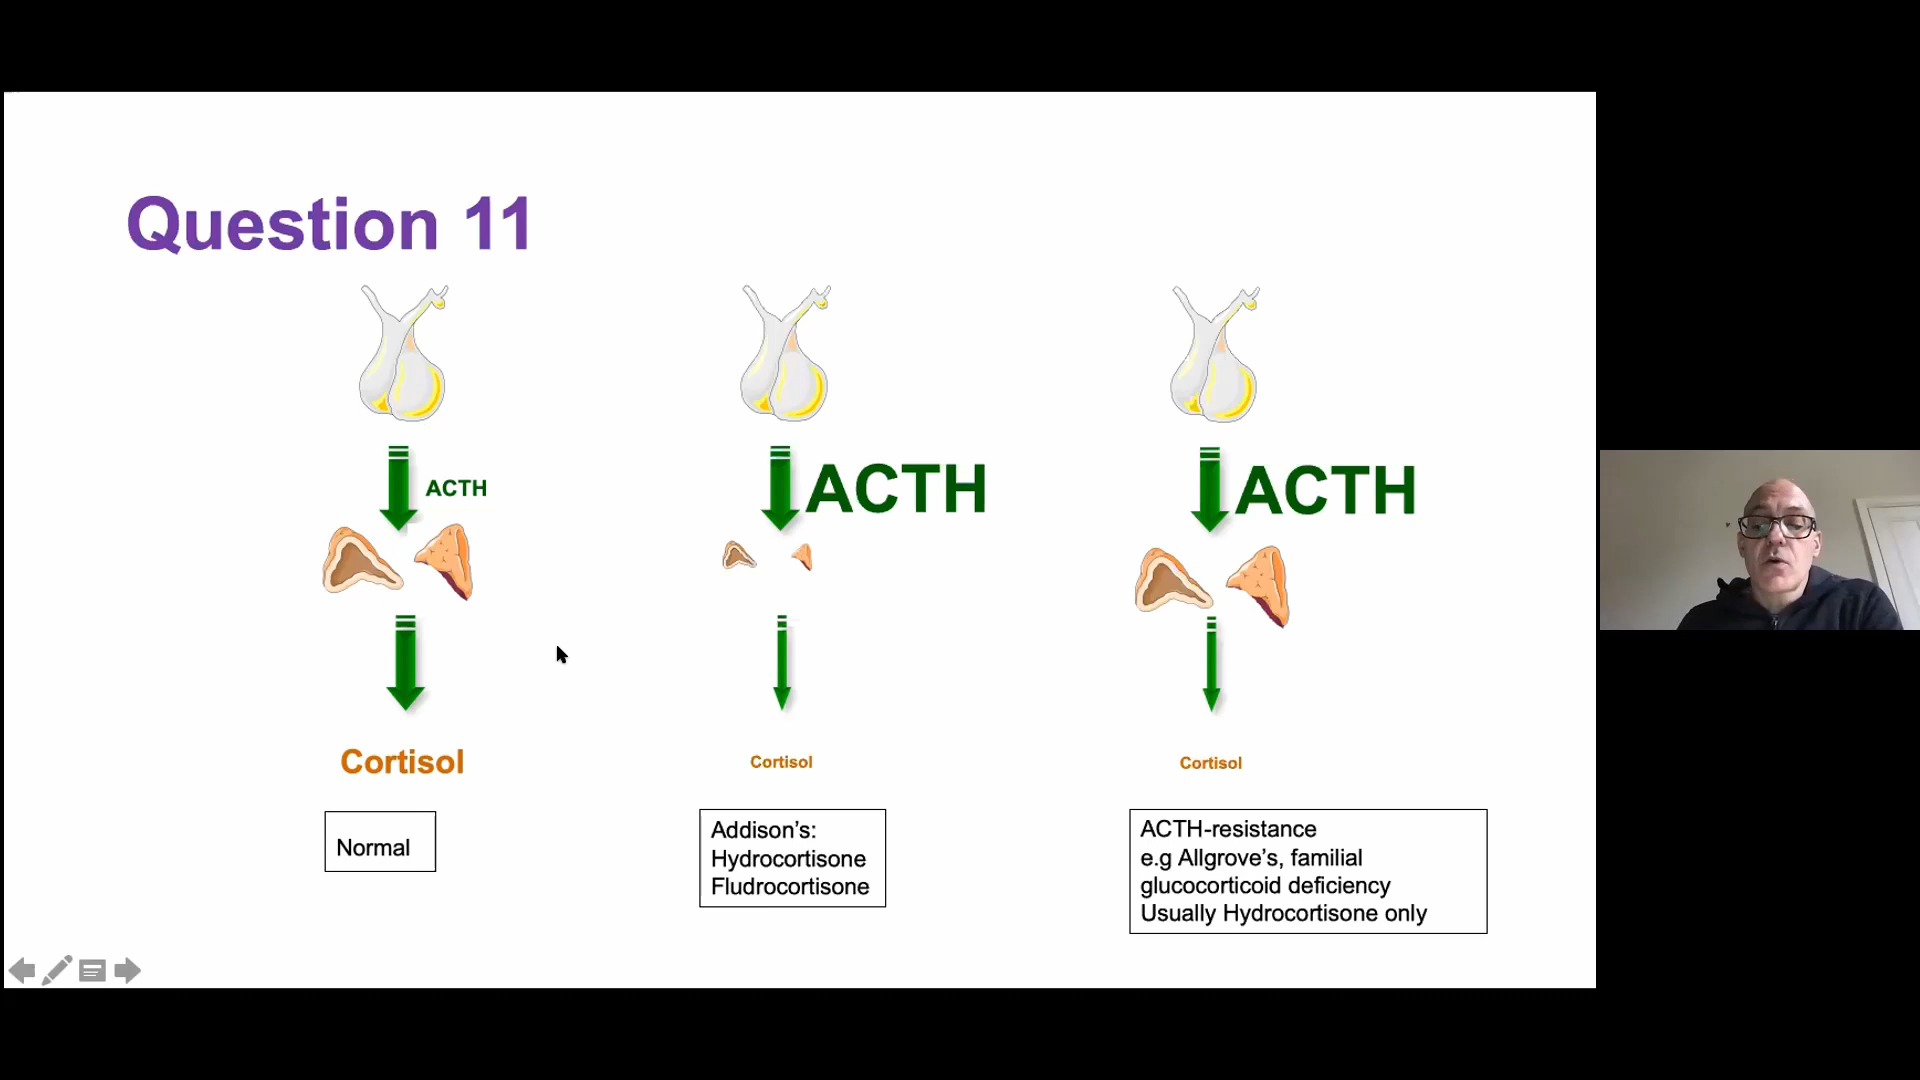 Question 11
ACTH
ACTH
ACTH
Cortisol
Cortisol
Cortisol
Normal
Addison's:
Hydrocortisone
Fludrocortisone
ACTH-resistance
e.g Allgrove's, familial
glucocorticoid deficiency
Usually Hydrocortisone only